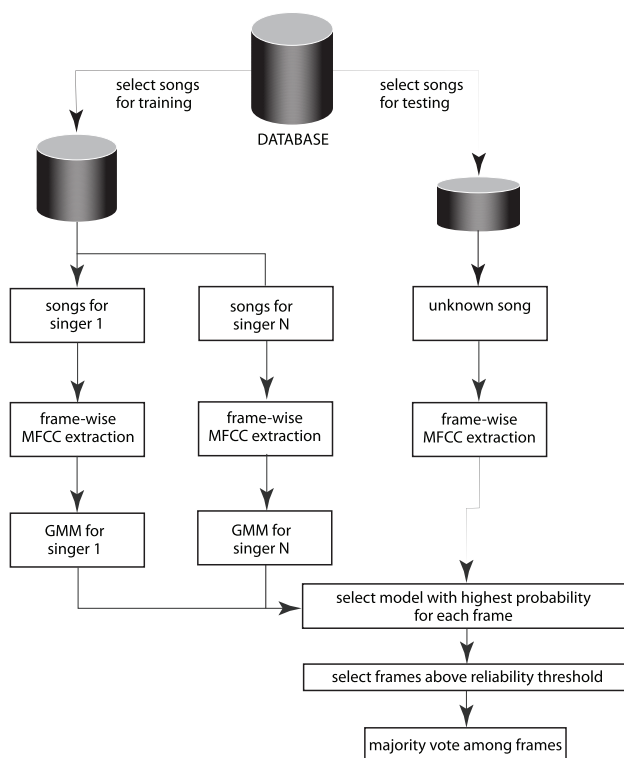 select songs
for training
select songs
for testing
DATABASE
songs for
singer 1
songs for
singer N
unknown song
frame-wise
MFCC extraction
frame-wise
MFCC extraction
frame-wise
MFCC extraction
GMM for
singer 1
GMM for
singer N
select model with highest probability
for each frame
select frames above reliability threshold
majority vote among frames